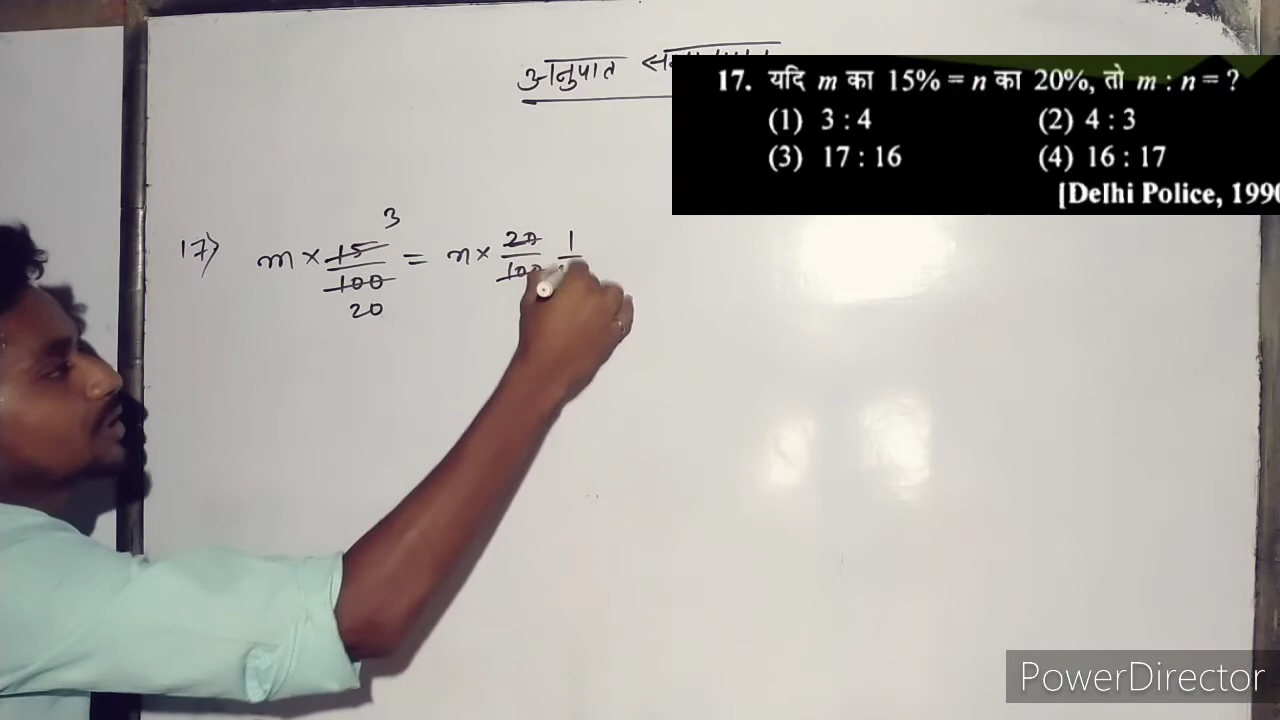 अनुपात
17. यदि m का 15% = n का 20%, तो m : n = ?
(1) 3 : 4 (2) 4 : 3
(3) 17 : 16 (4) 16 : 17
[Delhi Police, 1990
3
17) m × 15/100 = n × 20/100 1
20
PowerDirector